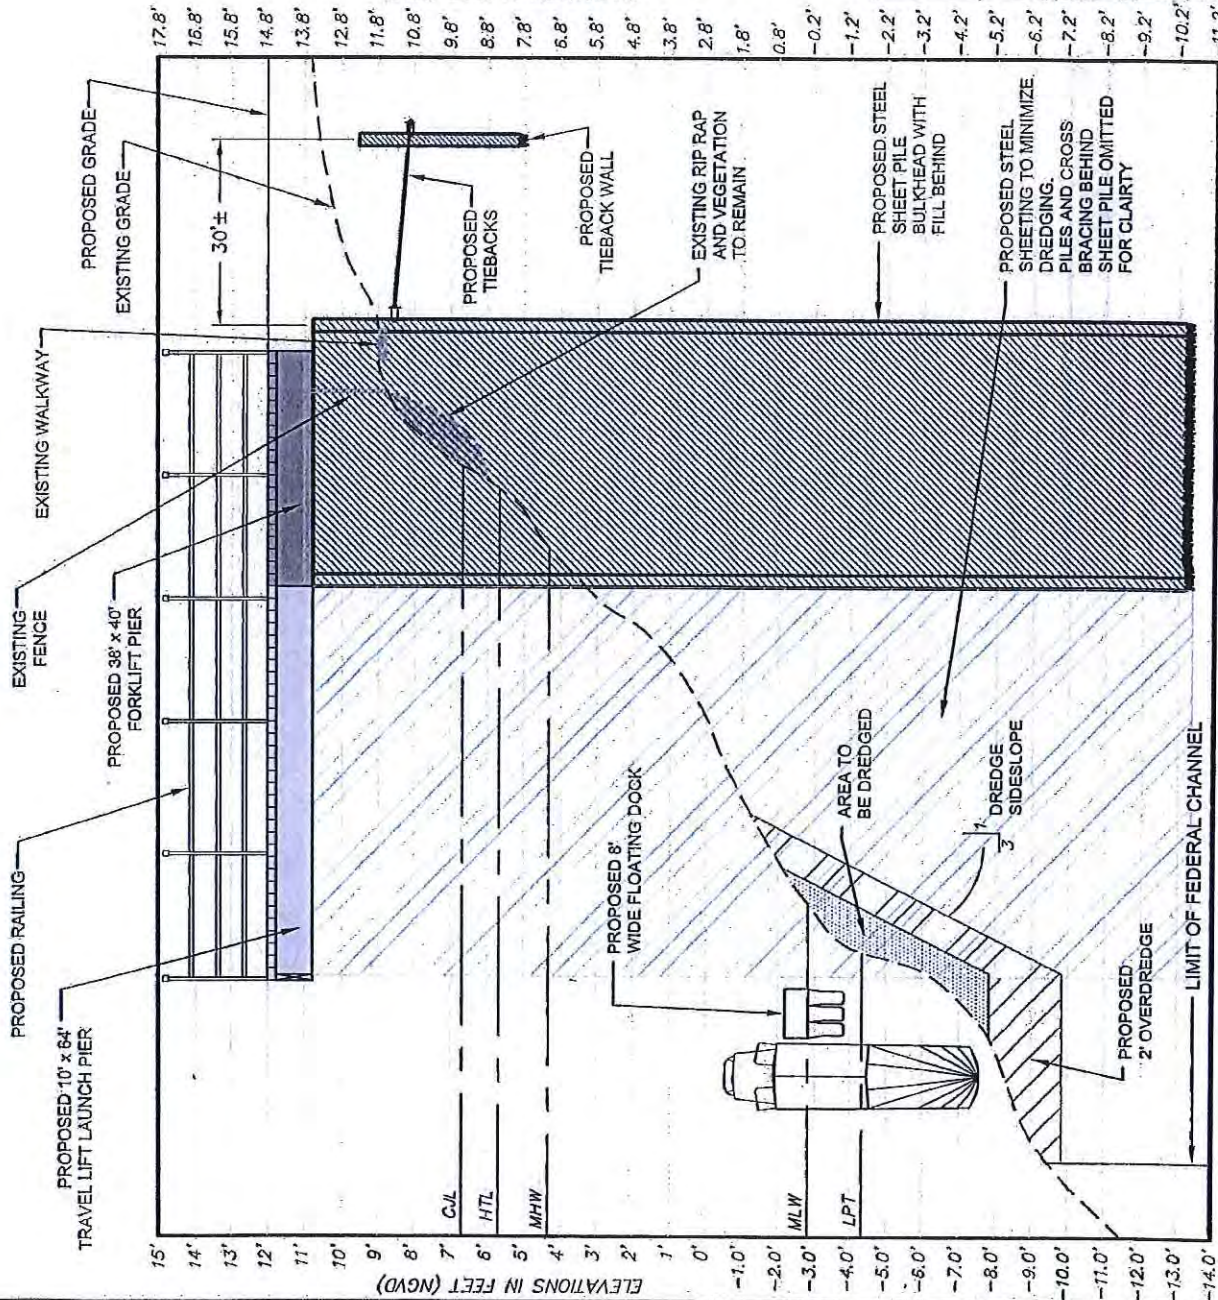 PROPOSED GRADE
EXISTING GRADE
EXISTING WALKWAY
EXISTING
FENCE
PROPOSED 38' x 40'
FORKLIFT PIER
PROPOSED RAILING
PROPOSED 10' x 64'
TRAVEL LIFT LAUNCH PIER
30'±
PROPOSED
TIEBACKS
PROPOSED
TIEBACK WALL
EXISTING RIP RAP
AND VEGETATION
TO REMAIN
PROPOSED STEEL
SHEET PILE
BULKHEAD WITH
FILL BEHIND
PROPOSED STEEL
SHEETING TO MINIMIZE
DREDGING.
PILES AND CROSS
BRACING BEHIND
SHEET PILE OMITTED
FOR CLAIRTY
PROPOSED 8'
WIDE FLOATING DOCK
AREA TO
BE DREDGED
1
3
DREDGE
SIDESLOPE
PROPOSED
2' OVERDREDGE
LIMIT OF FEDERAL CHANNEL
CJL
HTL
MHW
MLW
LPT
ELEVATIONS IN FEET (NGVD)
15'
14'
13'
12'
11'
10'
9'
8'
7'
6'
5'
4'
3'
2'
1'
0'
-1.0'
-2.0'
-3.0'
-4.0'
-5.0'
-6.0'
-7.0'
-8.0'
-9.0'
-10.0'
-11.0'
-12.0'
-13.0'
-14.0'
17.8'
16.8'
15.8'
14.8'
13.8'
12.8'
11.8'
10.8'
9.8'
8.8'
7.8'
6.8'
5.8'
4.8'
3.8'
2.8'
1.8'
0.8'
-0.2'
-1.2'
-2.2'
-3.2'
-4.2'
-5.2'
-6.2'
-7.2'
-8.2'
-9.2'
-10.2'